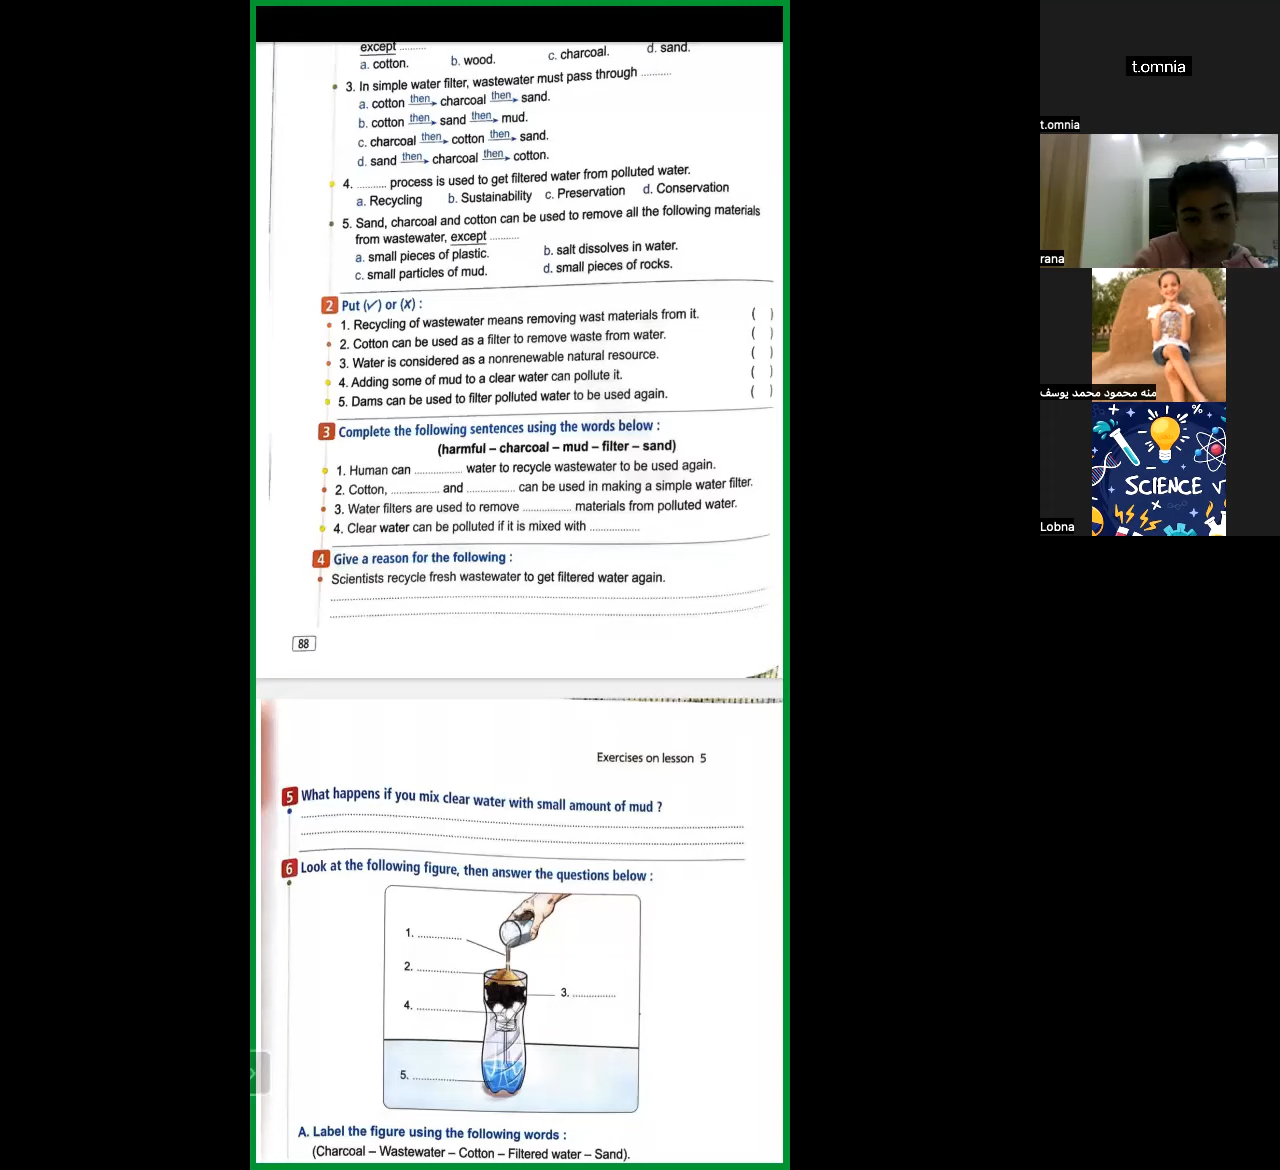 except ..........
a. cotton. b. wood. c. charcoal. d. sand.
3. In simple water filter, wastewater must pass through ..........
a. cotton then charcoal then sand.
b. cotton then sand then mud.
c. charcoal then cotton then sand.
d. sand then charcoal then cotton.
4. .......... process is used to get filtered water from polluted water.
a. Recycling b. Sustainability c. Preservation d. Conservation
5. Sand, charcoal and cotton can be used to remove all the following materials
from wastewater, except ..........
a. small pieces of plastic. b. salt dissolves in water.
c. small particles of mud. d. small pieces of rocks.
2 Put (✓) or (x) :
1. Recycling of wastewater means removing wast materials from it. ( )
2. Cotton can be used as a filter to remove waste from water. ( )
3. Water is considered as a nonrenewable natural resource. ( )
4. Adding some of mud to a clear water can pollute it. ( )
5. Dams can be used to filter polluted water to be used again. ( )
3 Complete the following sentences using the words below :
(harmful – charcoal – mud – filter – sand)
1. Human can ............... water to recycle wastewater to be used again.
2. Cotton, ............... and ............... can be used in making a simple water filter.
3. Water filters are used to remove ............... materials from polluted water.
4. Clear water can be polluted if it is mixed with ...............
4 Give a reason for the following :
Scientists recycle fresh wastewater to get filtered water again.
88
Exercises on lesson 5
5 What happens if you mix clear water with small amount of mud ?
6 Look at the following figure, then answer the questions below :
1. ...............
2. ...............
3. ...............
4. ...............
5. ...............
A. Label the figure using the following words :
(Charcoal – Wastewater – Cotton – Filtered water – Sand).
t.omnia
t.omnia
rana
منه محمود محمد يوسف
%
SCIENCE
√
Lobna